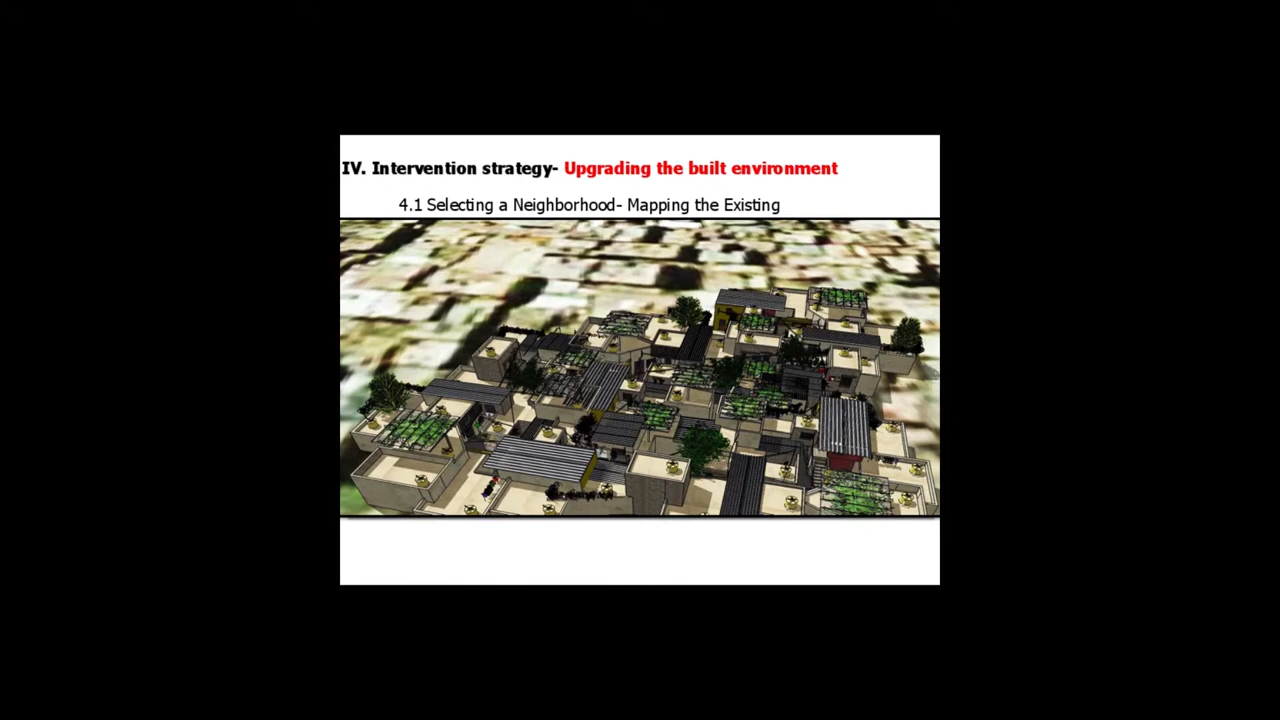 IV. Intervention strategy- Upgrading the built environment
4.1 Selecting a Neighborhood- Mapping the Existing